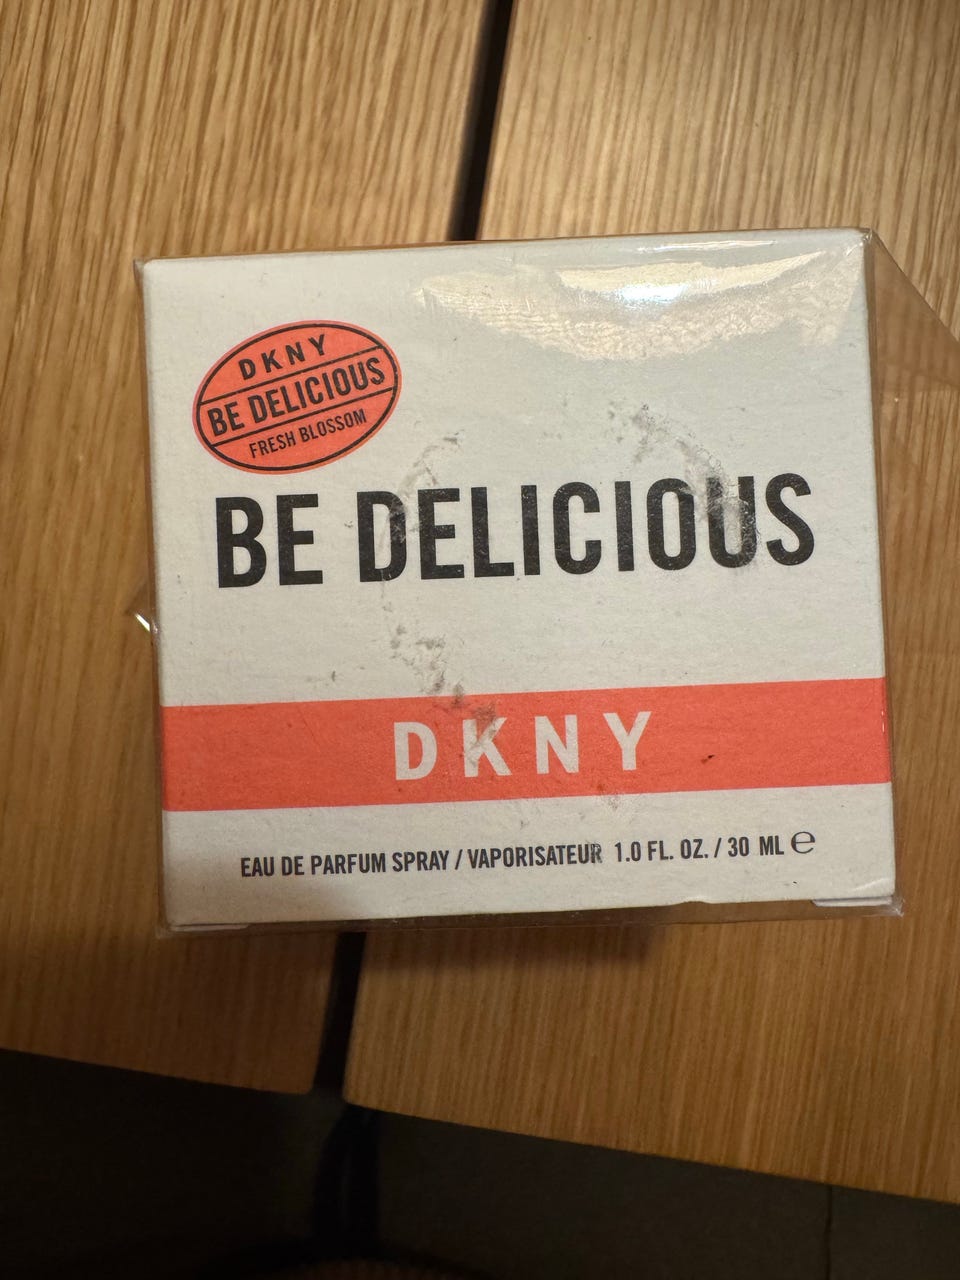 DKNY
BE DELICIOUS
FRESH BLOSSOM
BE DELICIOUS
DKNY
EAU DE PARFUM SPRAY / VAPORISATEUR 1.0 FL. OZ. / 30 ML ℮